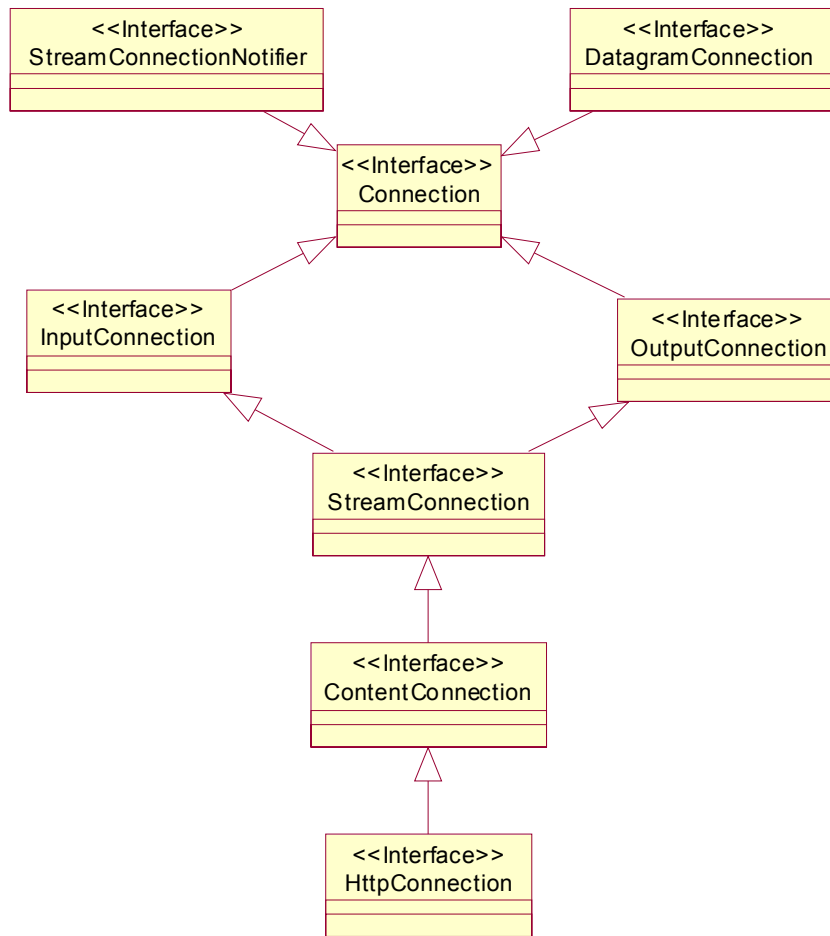 <<Interface>>
StreamConnectionNotifier
<<Interface>>
DatagramConnection
<<Interface>>
Connection
<<Interface>>
InputConnection
<<Interface>>
OutputConnection
<<Interface>>
StreamConnection
<<Interface>>
ContentConnection
<<Interface>>
HttpConnection